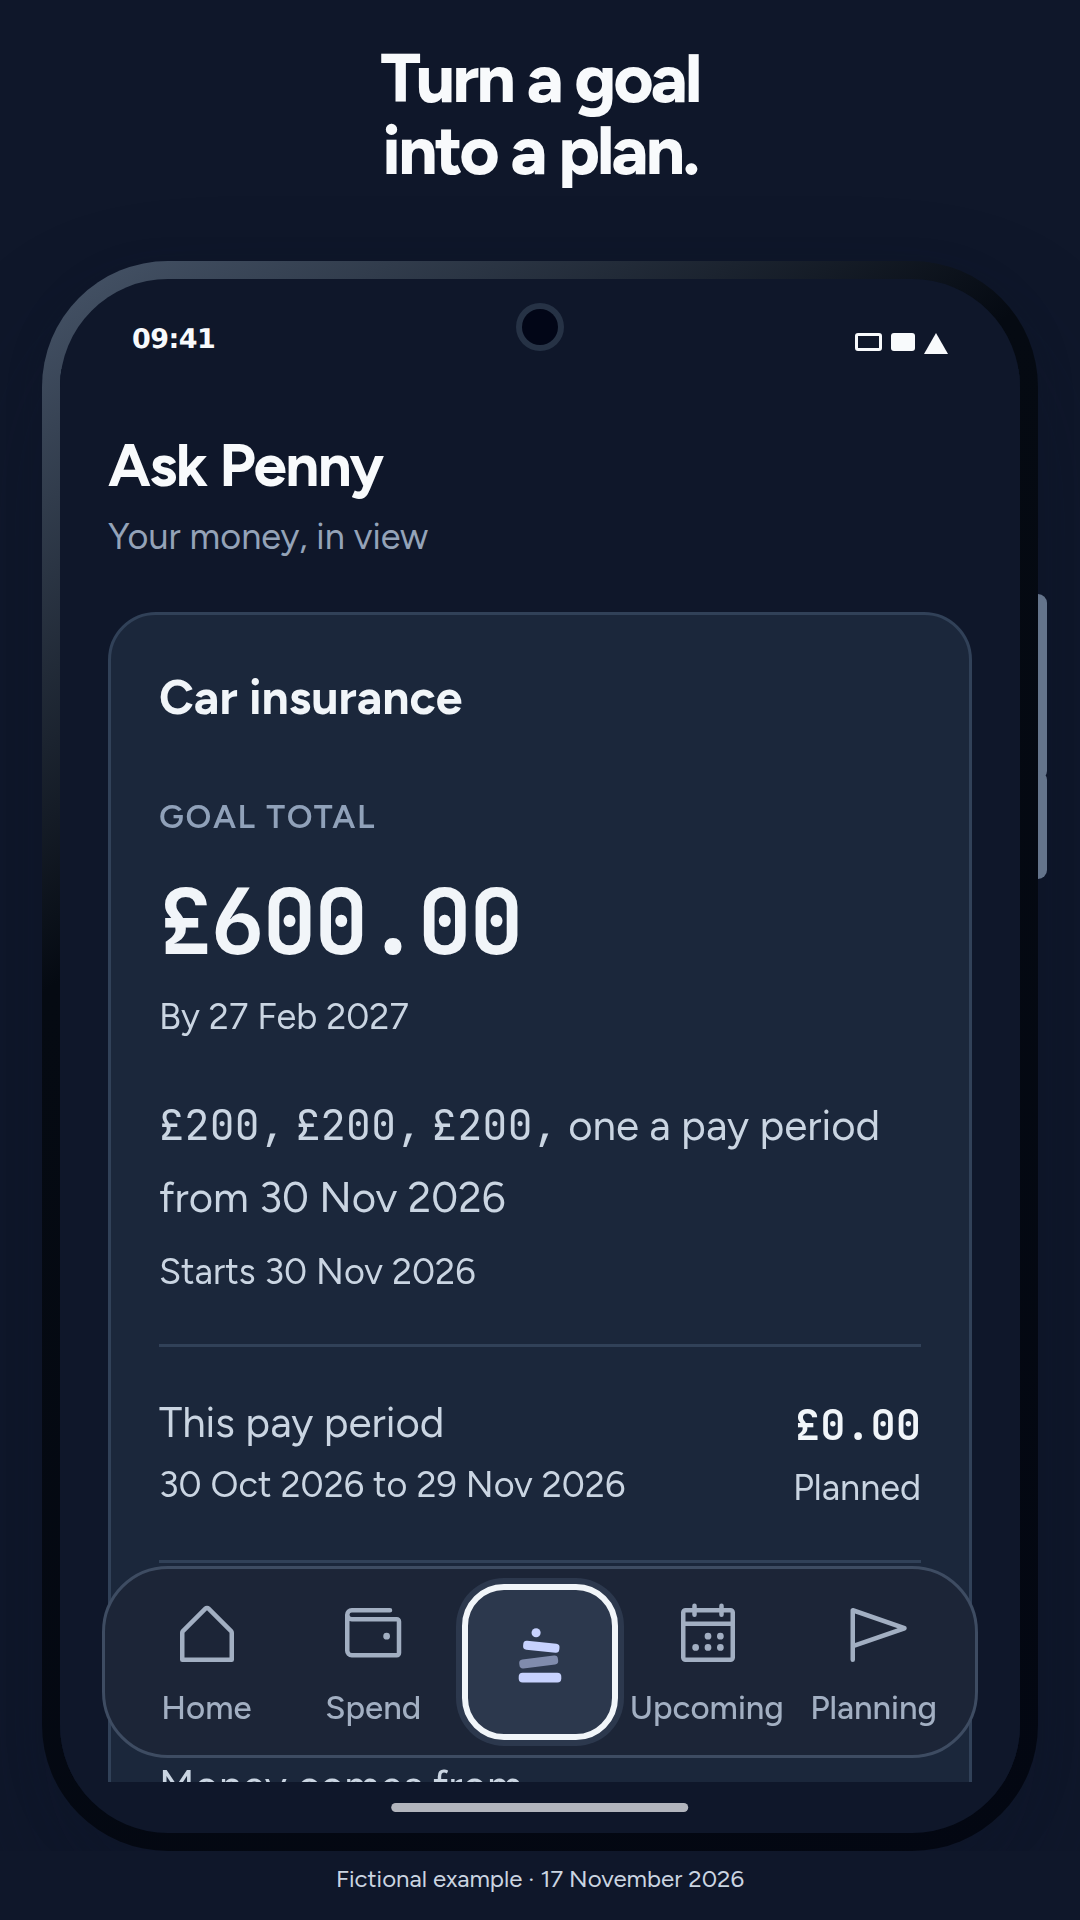 Turn a goal
into a plan.
09:41
Ask Penny
Your money, in view
Car insurance
GOAL TOTAL
£600.00
By 27 Feb 2027
£200, £200, £200, one a pay period
from 30 Nov 2026
Starts 30 Nov 2026
This pay period £0.00
30 Oct 2026 to 29 Nov 2026 Planned
Home Spend Upcoming Planning
Money comes from
Fictional example · 17 November 2026